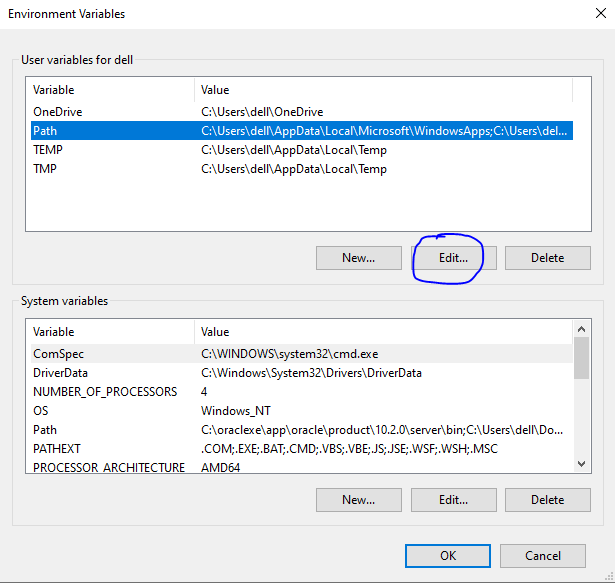 Environment Variables
User variables for dell
Variable Value
OneDrive C:\Users\dell\OneDrive
Path C:\Users\dell\AppData\Local\Microsoft\WindowsApps;C:\Users\del...
TEMP C:\Users\dell\AppData\Local\Temp
TMP C:\Users\dell\AppData\Local\Temp
New... Edit... Delete
System variables
Variable Value
ComSpec C:\WINDOWS\system32\cmd.exe
DriverData C:\Windows\System32\Drivers\DriverData
NUMBER_OF_PROCESSORS 4
OS Windows_NT
Path C:\oraclexe\app\oracle\product\10.2.0\server\bin;C:\Users\dell\Do...
PATHEXT .COM;.EXE;.BAT;.CMD;.VBS;.VBE;.JS;.JSE;.WSF;.WSH;.MSC
PROCESSOR_ARCHITECTURE AMD64
New... Edit... Delete
OK Cancel